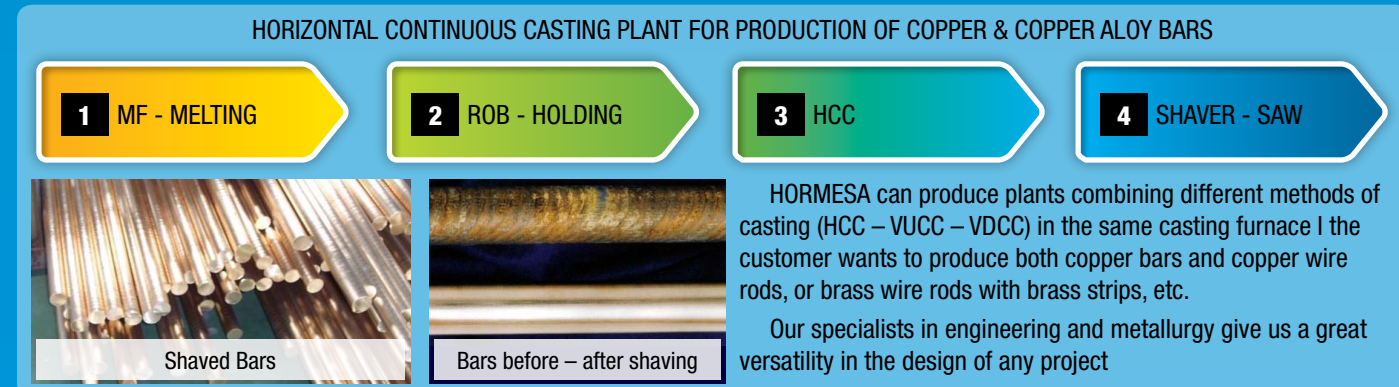 HORIZONTAL CONTINUOUS CASTING PLANT FOR PRODUCTION OF COPPER & COPPER ALOY BARS
1 MF - MELTING
2 ROB - HOLDING
3 HCC
4 SHAVER - SAW
Shaved Bars
Bars before – after shaving
HORMESA can produce plants combining different methods of
casting (HCC – VUCC – VDCC) in the same casting furnace I the
customer wants to produce both copper bars and copper wire
rods, or brass wire rods with brass strips, etc.
Our specialists in engineering and metallurgy give us a great
versatility in the design of any project